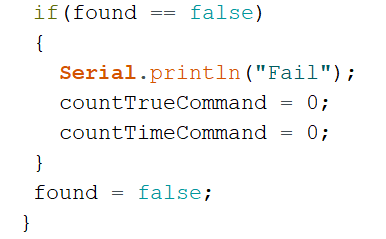 if(found == false)
{
Serial.println("Fail");
countTrueCommand = 0;
countTimeCommand = 0;
}
found = false;
}